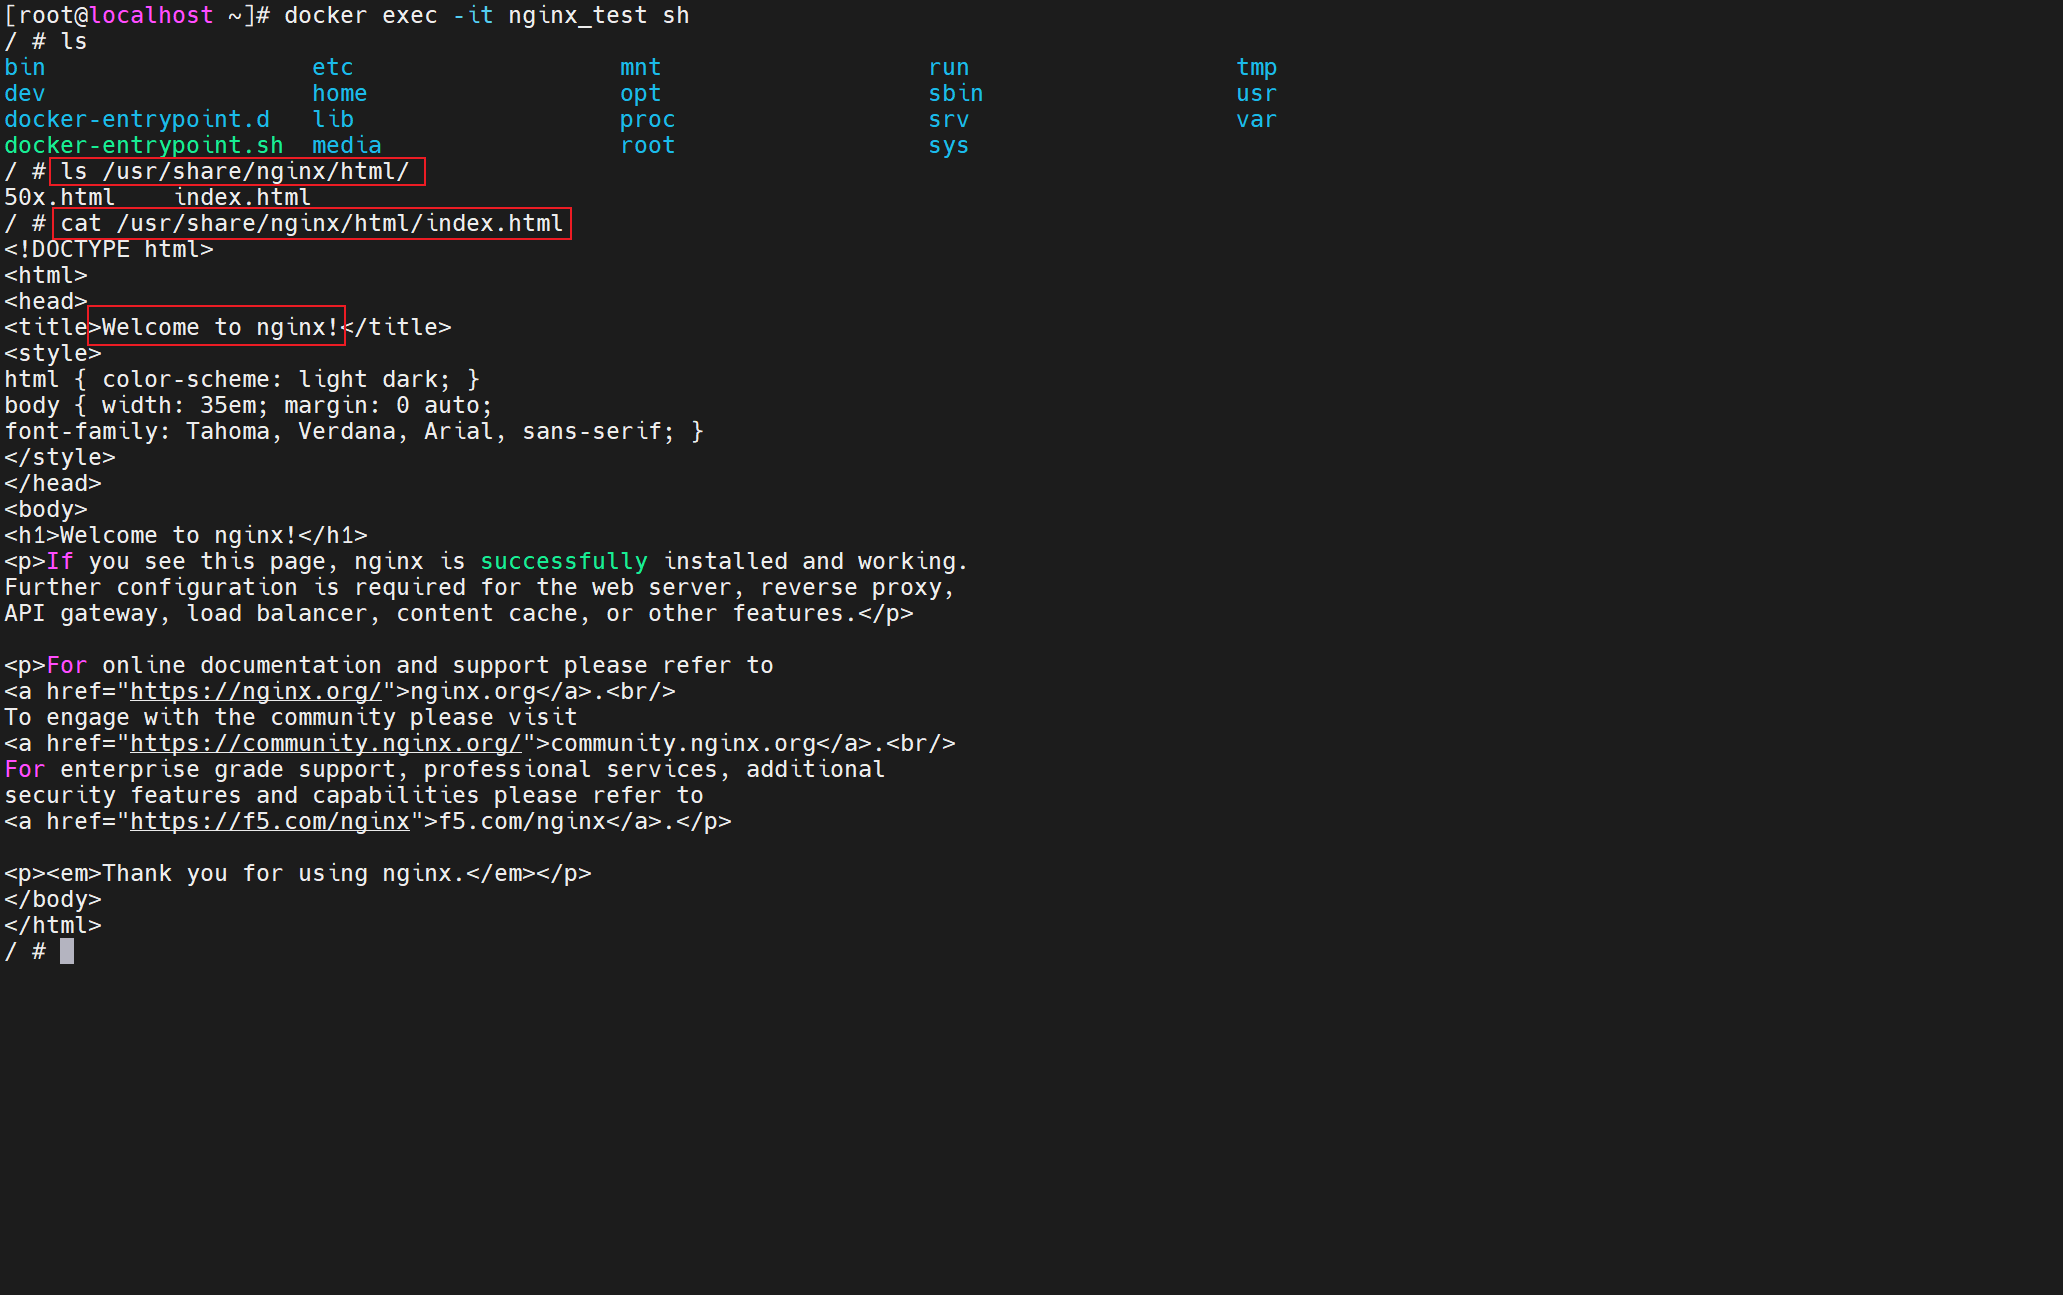 [root@localhost ~]# docker exec -it nginx_test sh
/ # ls
bin                   etc                   mnt                   run                   tmp
dev                   home                  opt                   sbin                  usr
docker-entrypoint.d   lib                   proc                  srv                   var
docker-entrypoint.sh  media                 root                  sys
/ # ls /usr/share/nginx/html/
50x.html    index.html
/ # cat /usr/share/nginx/html/index.html
<!DOCTYPE html>
<html>
<head>
<title>Welcome to nginx!</title>
<style>
html { color-scheme: light dark; }
body { width: 35em; margin: 0 auto;
font-family: Tahoma, Verdana, Arial, sans-serif; }
</style>
</head>
<body>
<h1>Welcome to nginx!</h1>
<p>If you see this page, nginx is successfully installed and working.
Further configuration is required for the web server, reverse proxy,
API gateway, load balancer, content cache, or other features.</p>

<p>For online documentation and support please refer to
<a href="https://nginx.org/">nginx.org</a>.<br/>
To engage with the community please visit
<a href="https://community.nginx.org/">community.nginx.org</a>.<br/>
For enterprise grade support, professional services, additional
security features and capabilities please refer to
<a href="https://f5.com/nginx">f5.com/nginx</a>.</p>

<p><em>Thank you for using nginx.</em></p>
</body>
</html>
/ #